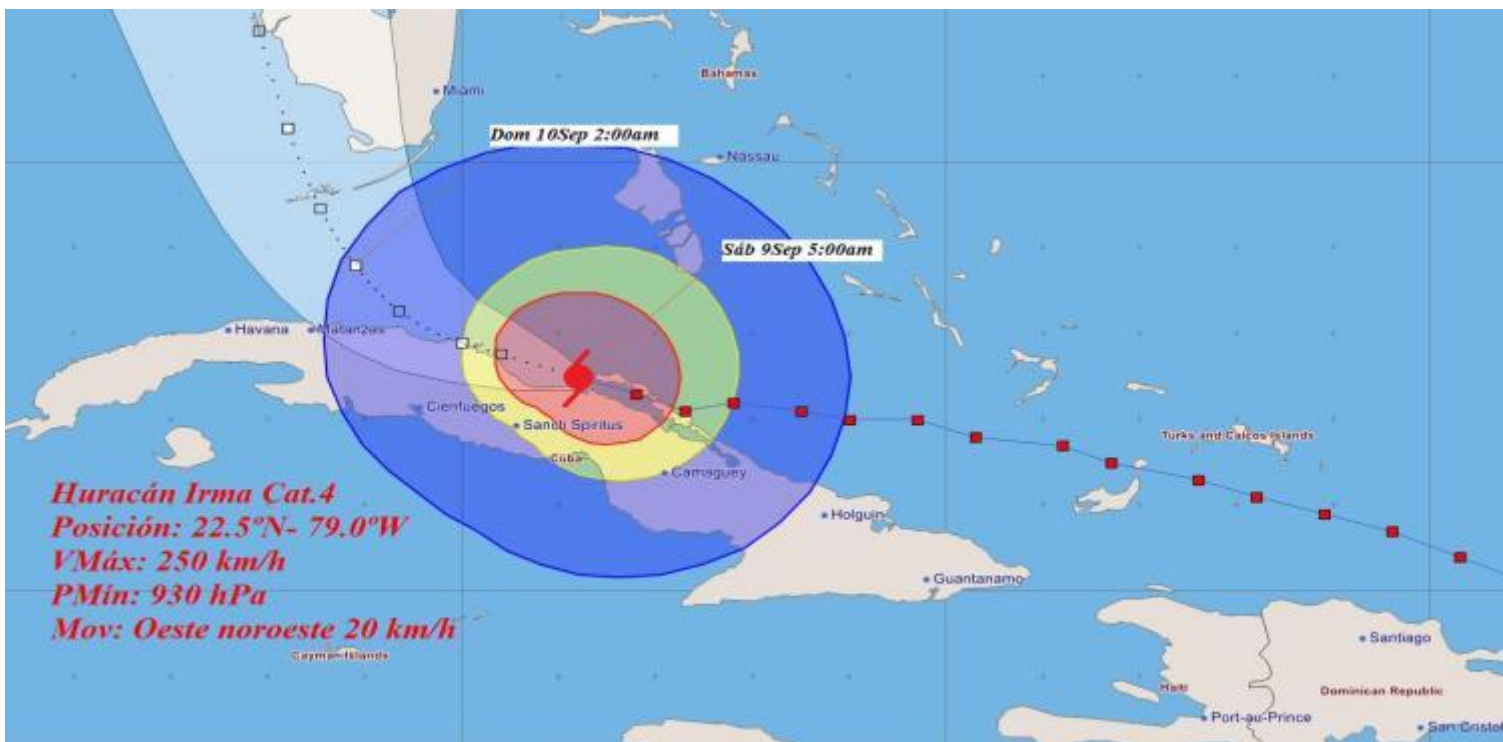 Bahamas
Miami
Dom 10Sep 2:00am
Nassau
Sáb 9Sep 5:00am
Havana
Matanzas
Cienfuegos
Sancti Spiritus
Cuba
Camaguey
Turks and Caicos Islands
Holguin
Guantanamo
Huracán Irma Cat.4
Posición: 22.5ºN- 79.0ºW
VMáx: 250 km/h
PMín: 930 hPa
Mov: Oeste noroeste 20 km/h
Cayman Islands
Santiago
Haiti
Dominican Republic
Port-au-Prince
San Cristob